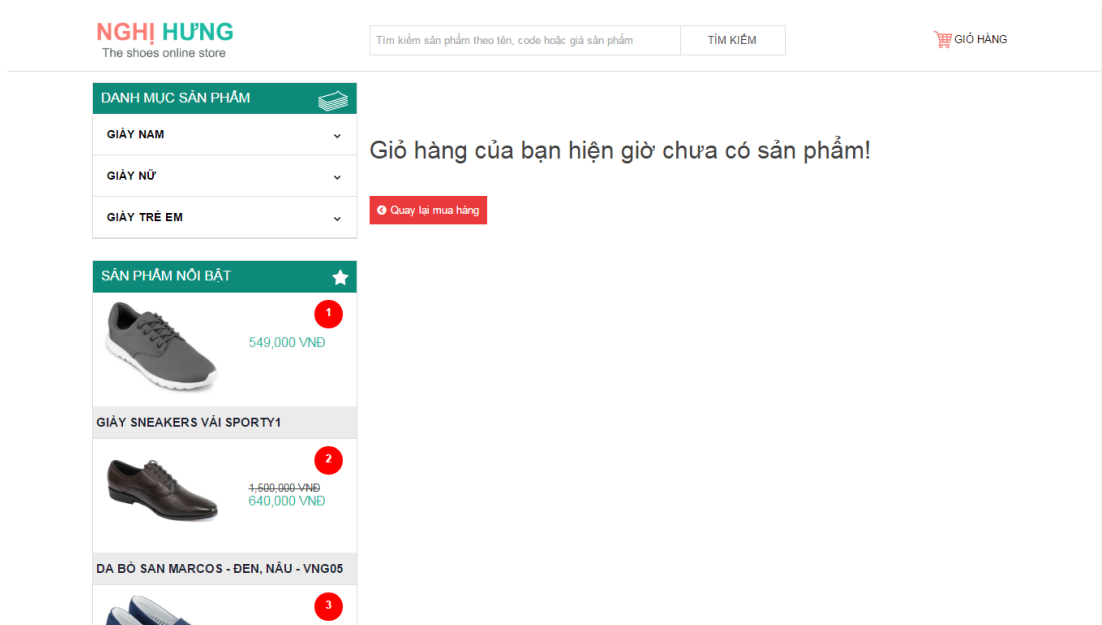 NGHỊ HƯNG
The shoes online store
Tìm kiếm sản phẩm theo tên, code hoặc giá sản phẩm
TÌM KIẾM
GIỎ HÀNG
DANH MỤC SẢN PHẨM
GIÀY NAM
GIÀY NỮ
GIÀY TRẺ EM
Giỏ hàng của bạn hiện giờ chưa có sản phẩm!
Quay lại mua hàng
SẢN PHẨM NỔI BẬT
1
549,000 VNĐ
GIÀY SNEAKERS VẢI SPORTY1
2
1,500,000 VNĐ
640,000 VNĐ
DA BÒ SAN MARCOS - ĐEN, NÂU - VNG05
3